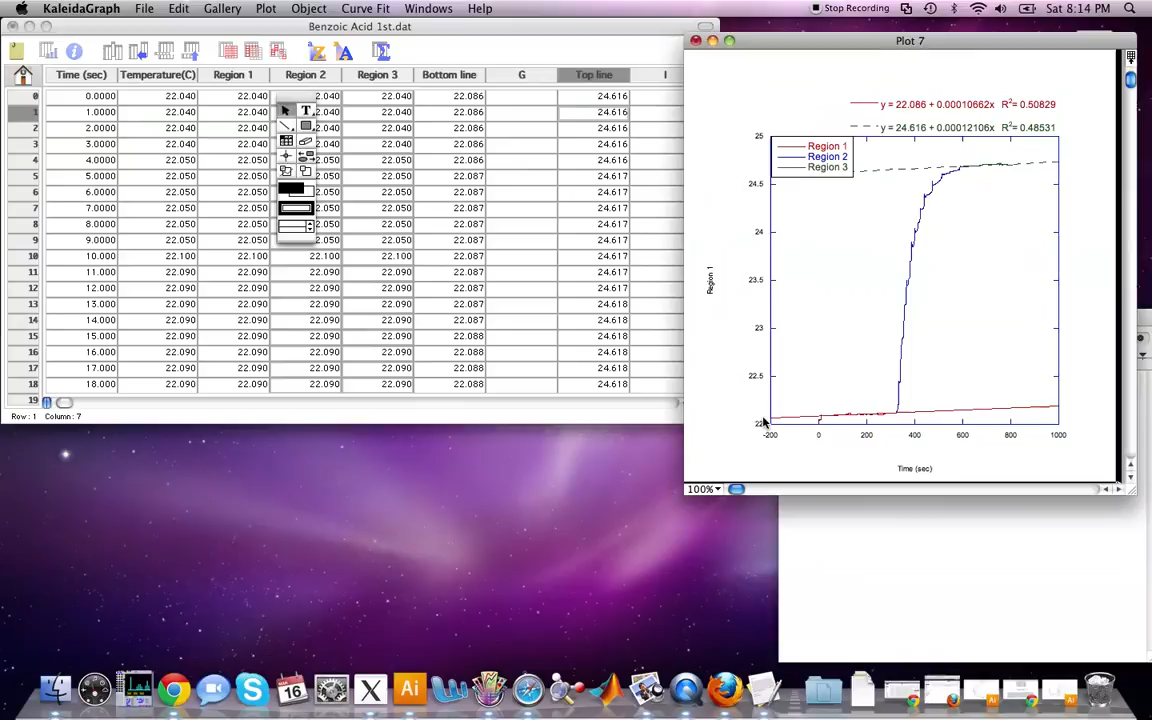 KaleidaGraph File Edit Gallery Plot Object Curve Fit Windows Help Stop Recording Sat 8:14 PM
Benzoic Acid 1st.dat
Time (sec) Temperature(C) Region 1 Region 2 Region 3 Bottom line G Top line I
0 0.0000 22.040 22.040 2.040 22.040 22.086 24.616
1 1.0000 22.040 22.040 2.040 22.040 22.086 24.616
2 2.0000 22.040 22.040 2.040 22.040 22.086 24.616
3 3.0000 22.040 22.040 2.040 22.040 22.086 24.616
4 4.0000 22.050 22.050 2.050 22.050 22.086 24.616
5 5.0000 22.050 22.050 2.050 22.050 22.087 24.617
6 6.0000 22.050 22.050 2.050 22.050 22.087 24.617
7 7.0000 22.050 22.050 2.050 22.050 22.087 24.617
8 8.0000 22.050 22.050 2.050 22.050 22.087 24.617
9 9.0000 22.050 22.050 2.050 22.050 22.087 24.617
10 10.000 22.100 22.100 22.100 22.100 22.087 24.617
11 11.000 22.090 22.090 22.090 22.090 22.087 24.617
12 12.000 22.090 22.090 22.090 22.090 22.087 24.617
13 13.000 22.090 22.090 22.090 22.090 22.087 24.618
14 14.000 22.090 22.090 22.090 22.090 22.087 24.618
15 15.000 22.090 22.090 22.090 22.090 22.088 24.618
16 16.000 22.090 22.090 22.090 22.090 22.088 24.618
17 17.000 22.090 22.090 22.090 22.090 22.088 24.618
18 18.000 22.090 22.090 22.090 22.090 22.088 24.618
19
Row: 1 Column: 7
T
Plot 7
y = 22.086 + 0.00010662x R²= 0.50829
y = 24.616 + 0.00012106x R²= 0.48531
Region 1
Region 2
Region 3
25
24.5
24
23.5
23
22.5
22
Region 1
-200 0 200 400 600 800 1000
Time (sec)
100%
MAR
16
X
Ai